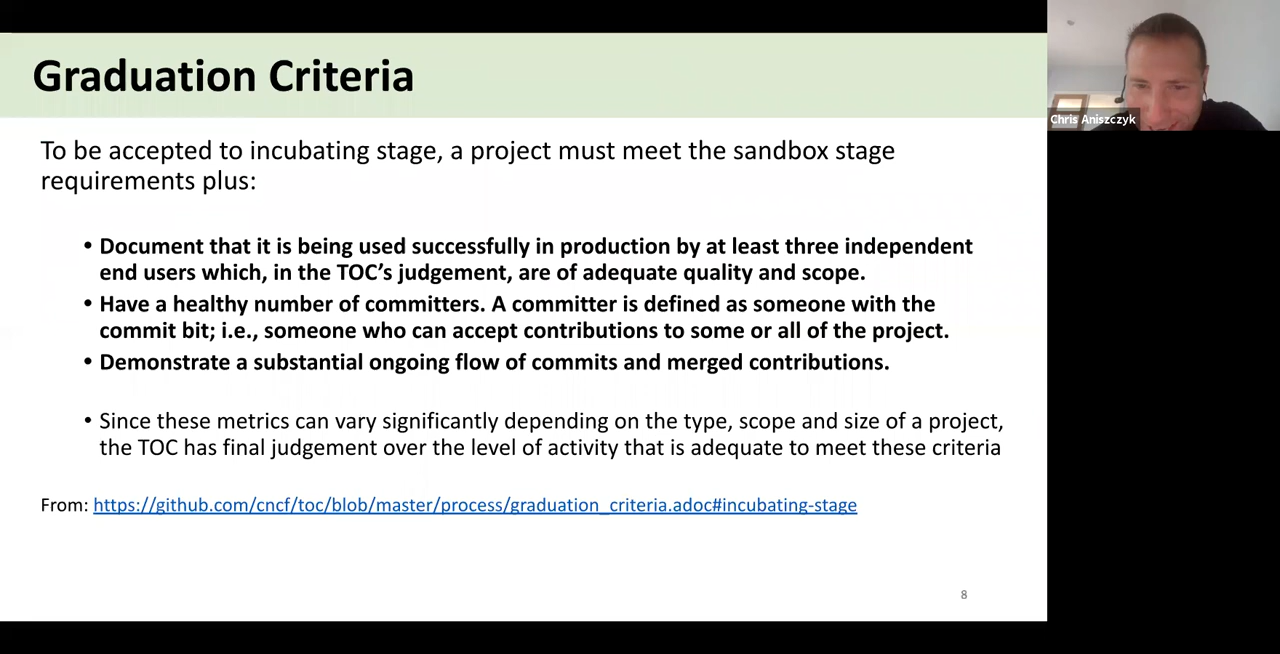 Graduation Criteria
Chris Aniszczyk
To be accepted to incubating stage, a project must meet the sandbox stage
requirements plus:
• Document that it is being used successfully in production by at least three independent
end users which, in the TOC’s judgement, are of adequate quality and scope.
• Have a healthy number of committers. A committer is defined as someone with the
commit bit; i.e., someone who can accept contributions to some or all of the project.
• Demonstrate a substantial ongoing flow of commits and merged contributions.
• Since these metrics can vary significantly depending on the type, scope and size of a project,
the TOC has final judgement over the level of activity that is adequate to meet these criteria
From: https://github.com/cncf/toc/blob/master/process/graduation_criteria.adoc#incubating-stage
8